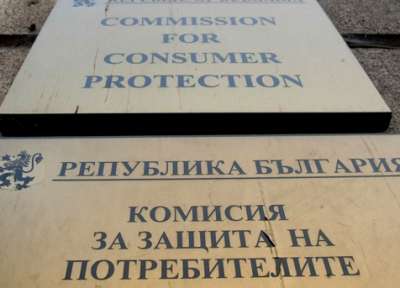 COMMISSION
FOR
CONSUMER
PROTECTION
РЕПУБЛИКА БЪЛГАРИЯ
КОМИСИЯ
ЗА ЗАЩИТА НА
ПОТРЕБИТЕЛИТЕ